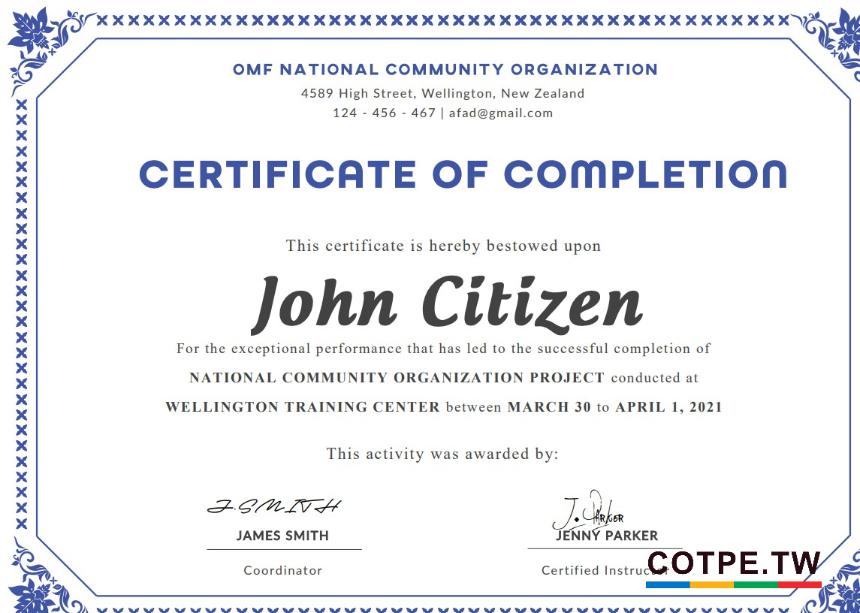 OMF NATIONAL COMMUNITY ORGANIZATION
4589 High Street, Wellington, New Zealand
124 - 456 - 467 | afad@gmail.com
CERTIFICATE OF COMPLETION
This certificate is hereby bestowed upon
John Citizen
For the exceptional performance that has led to the successful completion of
NATIONAL COMMUNITY ORGANIZATION PROJECT conducted at
WELLINGTON TRAINING CENTER between MARCH 30 to APRIL 1, 2021
This activity was awarded by:
J.SMITH J. PARKER
JAMES SMITH JENNY PARKER
Coordinator Certified Instructor
COTPE.TW